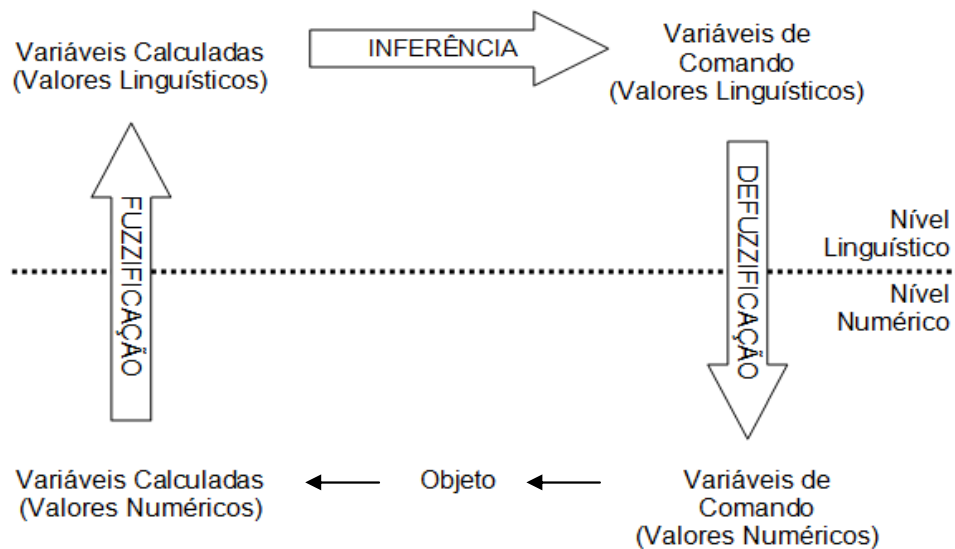 Variáveis Calculadas
(Valores Linguísticos)
INFERÊNCIA
Variáveis de
Comando
(Valores Linguísticos)
FUZZIFICAÇÃO
DEFUZZIFICAÇÃO
Nível
Linguístico
Nível
Numérico
Variáveis Calculadas
(Valores Numéricos)
Objeto
Variáveis de
Comando
(Valores Numéricos)